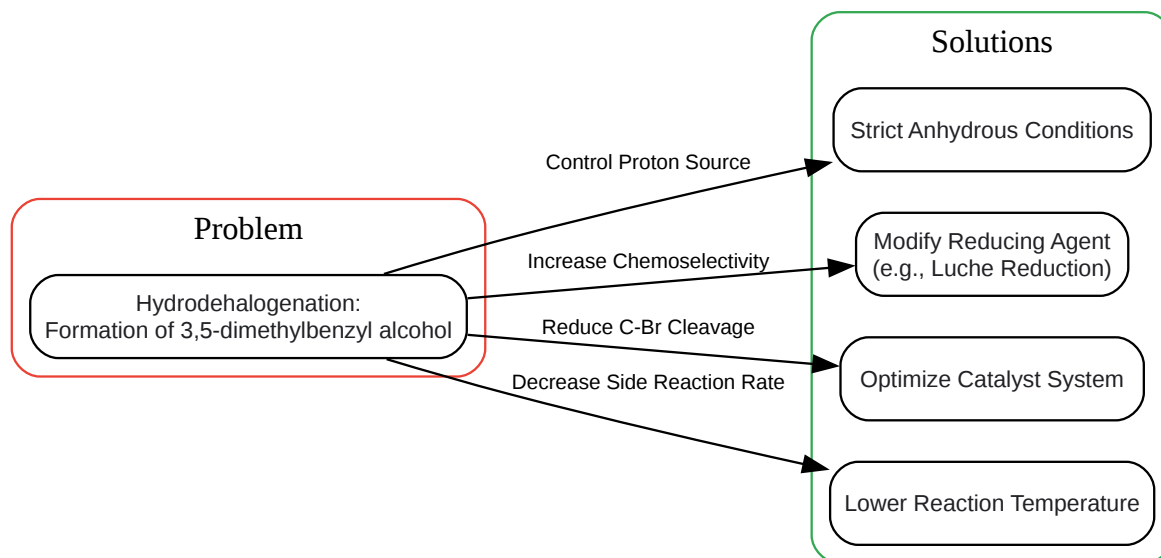 Solutions
Strict Anhydrous Conditions
Control Proton Source
Problem
Modify Reducing Agent
(e.g., Luche Reduction)
Increase Chemoselectivity
Hydrodehalogenation:
Formation of 3,5-dimethylbenzyl alcohol
Reduce C-Br Cleavage
Optimize Catalyst System
Decrease Side Reaction Rate
Lower Reaction Temperature